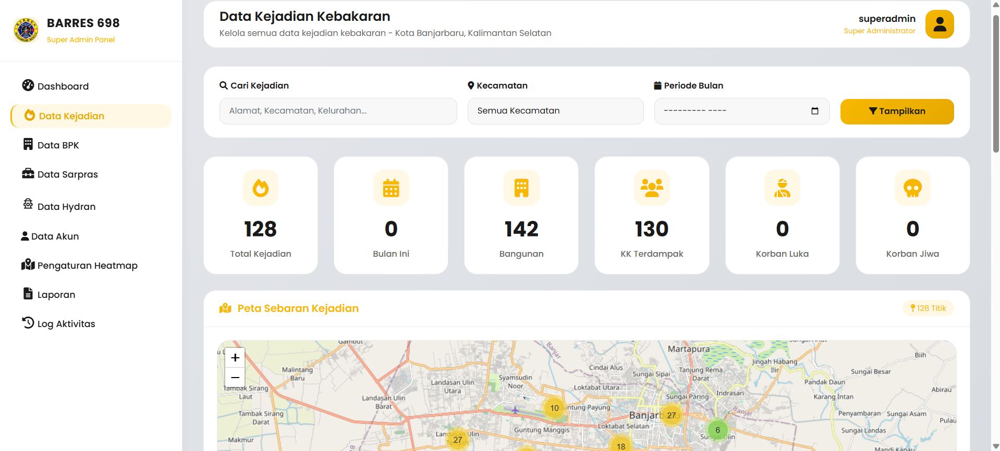 BARRES 698
Super Admin Panel
Dashboard
Data Kejadian
Data BPK
Data Sarpras
Data Hydran
Data Akun
Pengaturan Heatmap
Laporan
Log Aktivitas
Data Kejadian Kebakaran
Kelola semua data kejadian kebakaran - Kota Banjarbaru, Kalimantan Selatan
superadmin
Super Administrator
Cari Kejadian
Alamat, Kecamatan, Kelurahan...
Kecamatan
Semua Kecamatan
Periode Bulan
--------- ----
Tampilkan
128
Total Kejadian
0
Bulan Ini
142
Bangunan
130
KK Terdampak
0
Korban Luka
0
Korban Jiwa
Peta Sebaran Kejadian
128 Titik
+
−
Gambut
Banjar
Martapura
Biih
Malintang
Baru
Cindai Alus
Sungai Sipai
Tanjung Rema
Darat
Jingah Habang
Ilir
Sungai Besar
Syamsudin
Noor
Landasan Ulin
Utara
Loktabat Utara
Pandak Daun
Tambak Sirang
Laut
Indrasari
Abirau
Landasan Ulin
Barat
Sungai Paring
Karang Intan
10
Guntung Payung
27
Banjar
Tambak Sirang
Darat
Penyambaran
Sungai Asam
Pulau
Guntung Manggis
Loktabat Selatan
6
Sungai Landas
Landasan Ulin
27
Makmur
18
Mandi Kapau